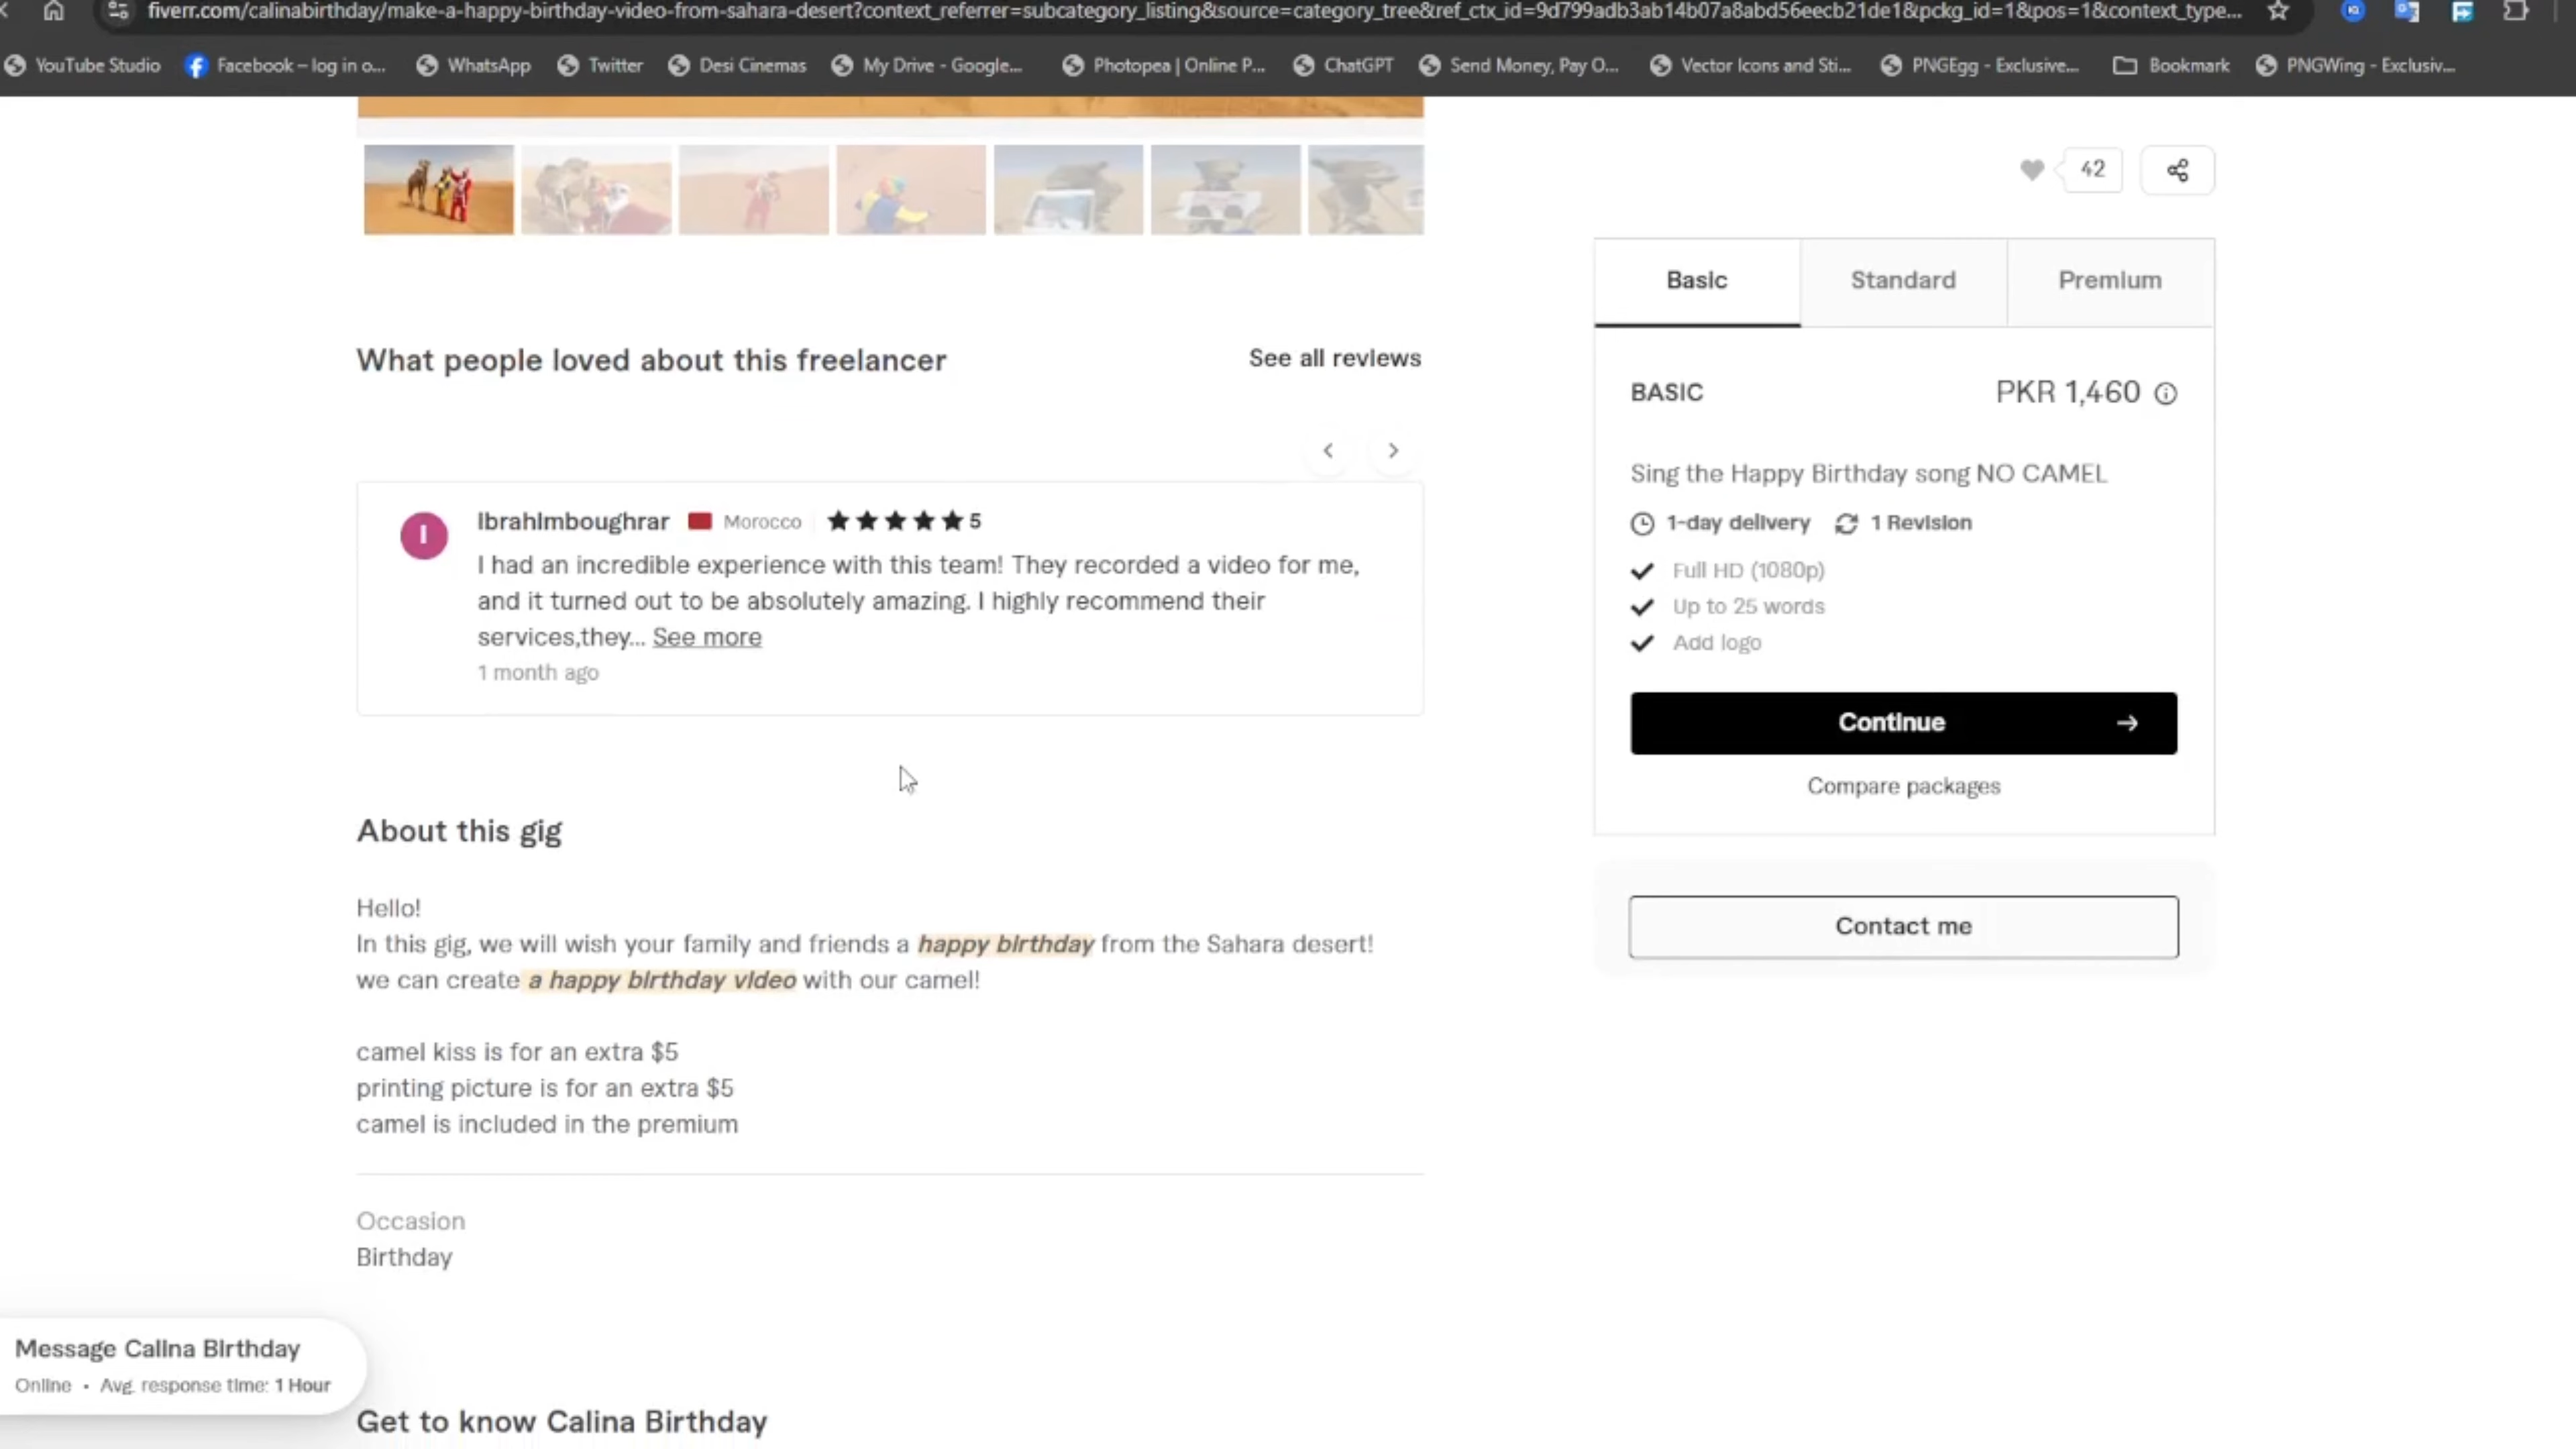 fiverr.com/calinabirthday/make-a-happy-birthday-video-from-sahara-desert?context_referrer=subcategory_listing&source=category_tree&ref_ctx_id=9d799adb3ab14b07a8abd56eecb21de1&pckg_id=1&pos=1&context_type...
YouTube Studio Facebook – log in o... WhatsApp Twitter Desi Cinemas My Drive - Google... Photopea | Online P... ChatGPT Send Money, Pay O... Vector Icons and Sti... PNGEgg - Exclusive... Bookmark PNGWing - Exclusiv...
42
What people loved about this freelancer
See all reviews
I
Ibrahimboughrar Morocco 5
I had an incredible experience with this team! They recorded a video for me,
and it turned out to be absolutely amazing. I highly recommend their
services,they... See more
1 month ago
About this gig
Hello!
In this gig, we will wish your family and friends a happy birthday from the Sahara desert!
we can create a happy birthday video with our camel!
camel kiss is for an extra $5
printing picture is for an extra $5
camel is included in the premium
Occasion
Birthday
Get to know Calina Birthday
Message Calina Birthday
Online • Avg. response time: 1 Hour
Basic Standard Premium
BASIC PKR 1,460
Sing the Happy Birthday song NO CAMEL
1-day delivery 1 Revision
Full HD (1080p)
Up to 25 words
Add logo
Continue
Compare packages
Contact me